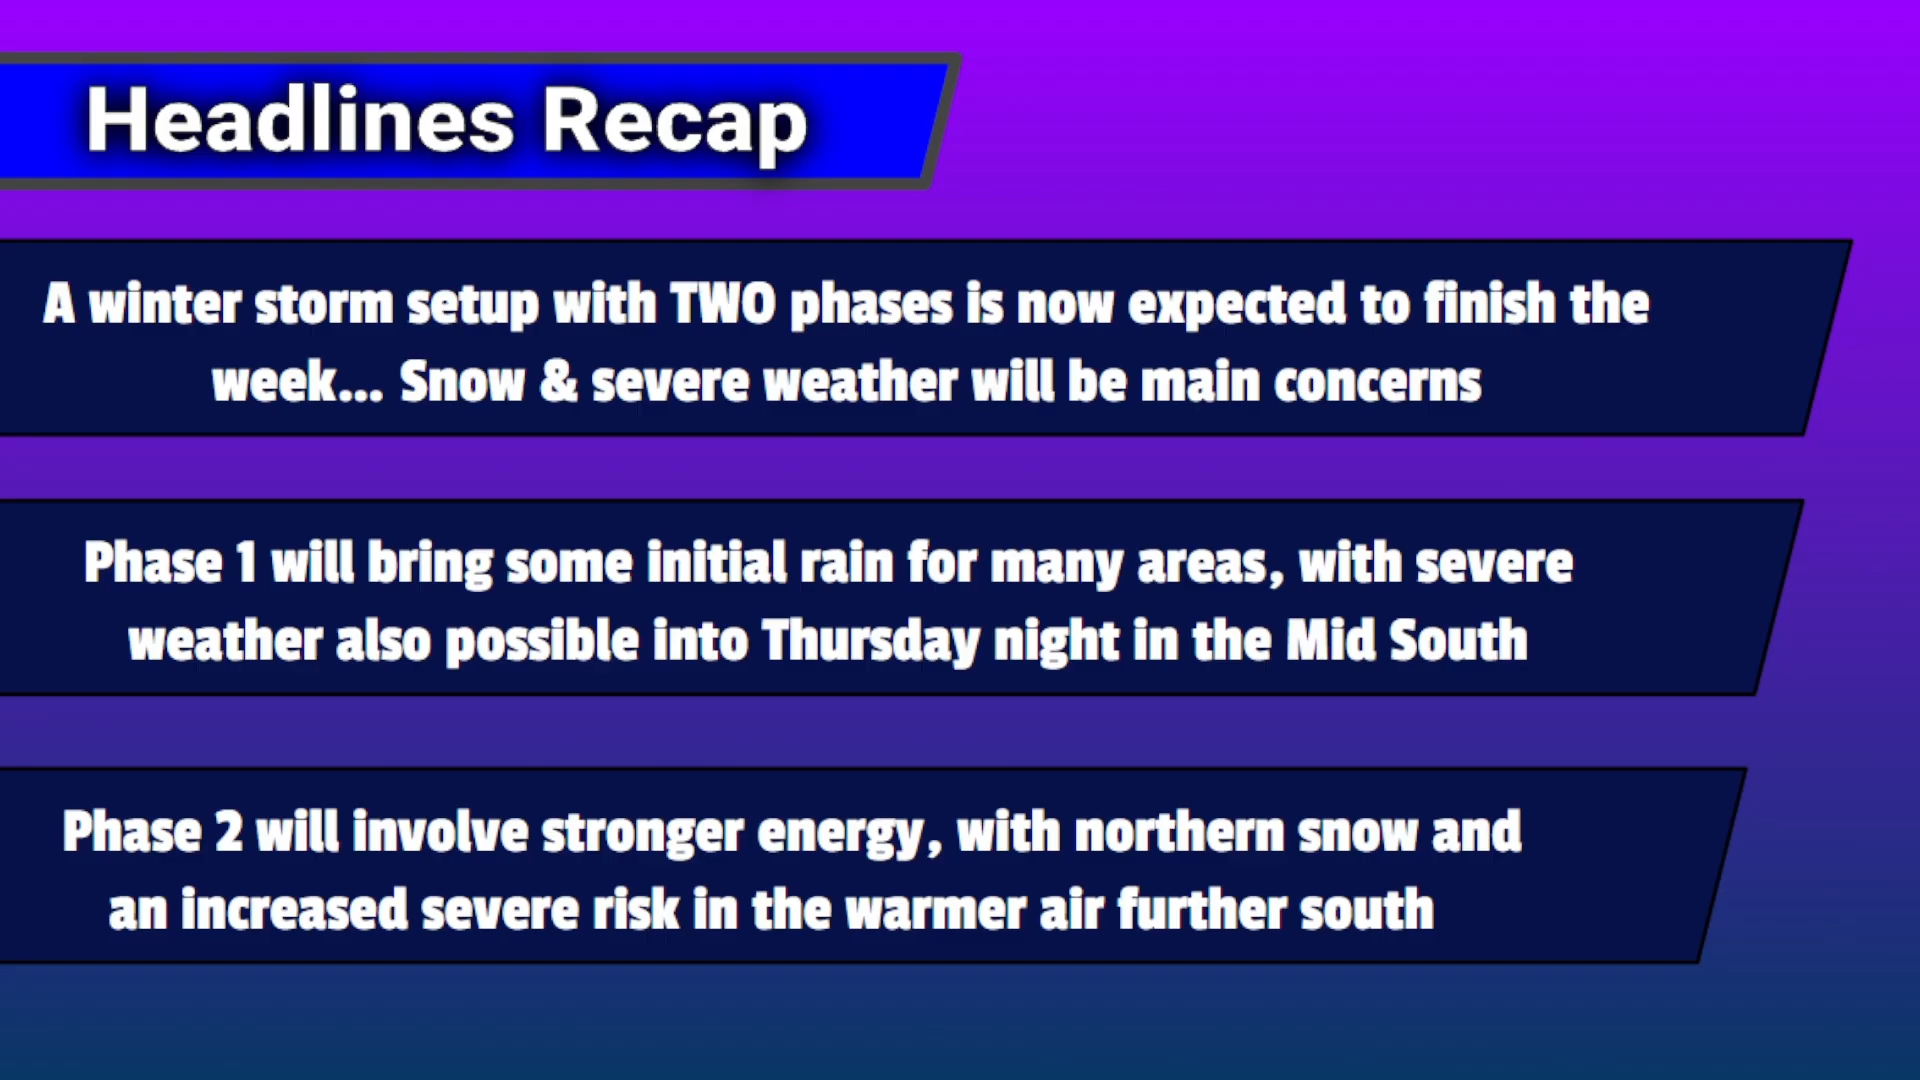 Headlines Recap
A winter storm setup with TWO phases is now expected to finish the
week... Snow & severe weather will be main concerns
Phase 1 will bring some initial rain for many areas, with severe
weather also possible into Thursday night in the Mid South
Phase 2 will involve stronger energy, with northern snow and
an increased severe risk in the warmer air further south